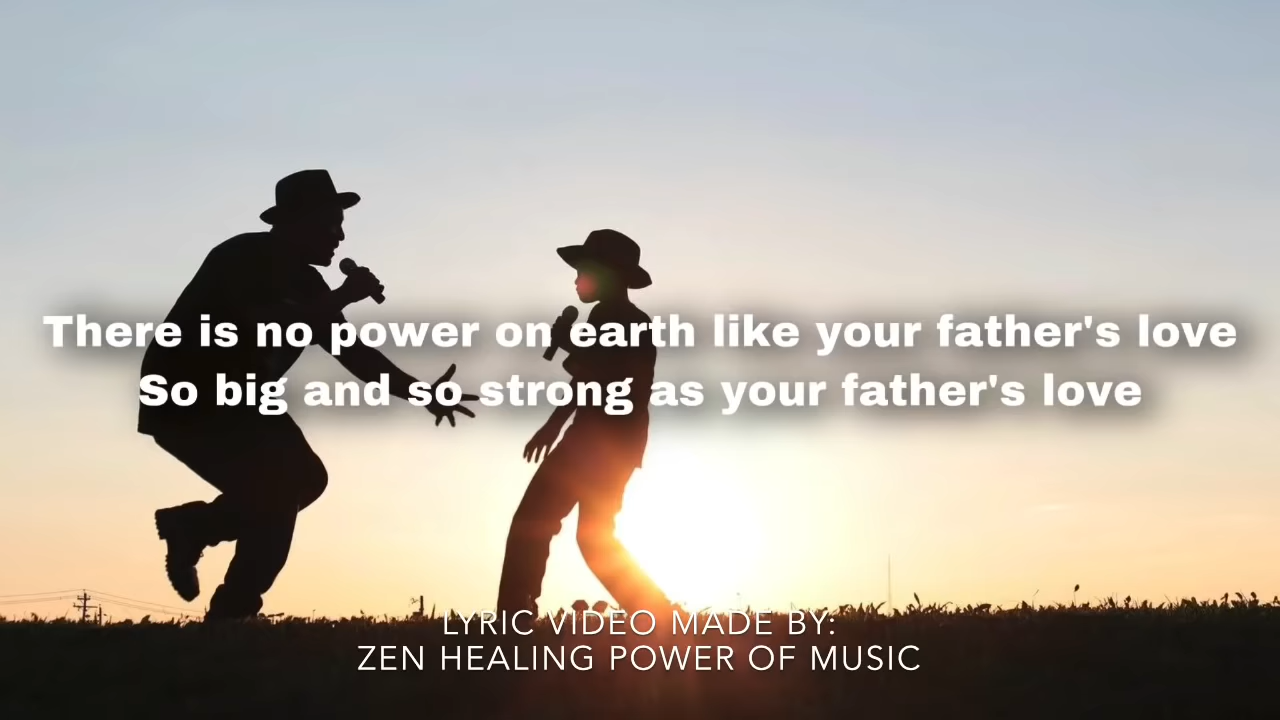 There is no power on earth like your father's love
So big and so strong as your father's love
LYRIC VIDEO MADE BY:
ZEN HEALING POWER OF MUSIC